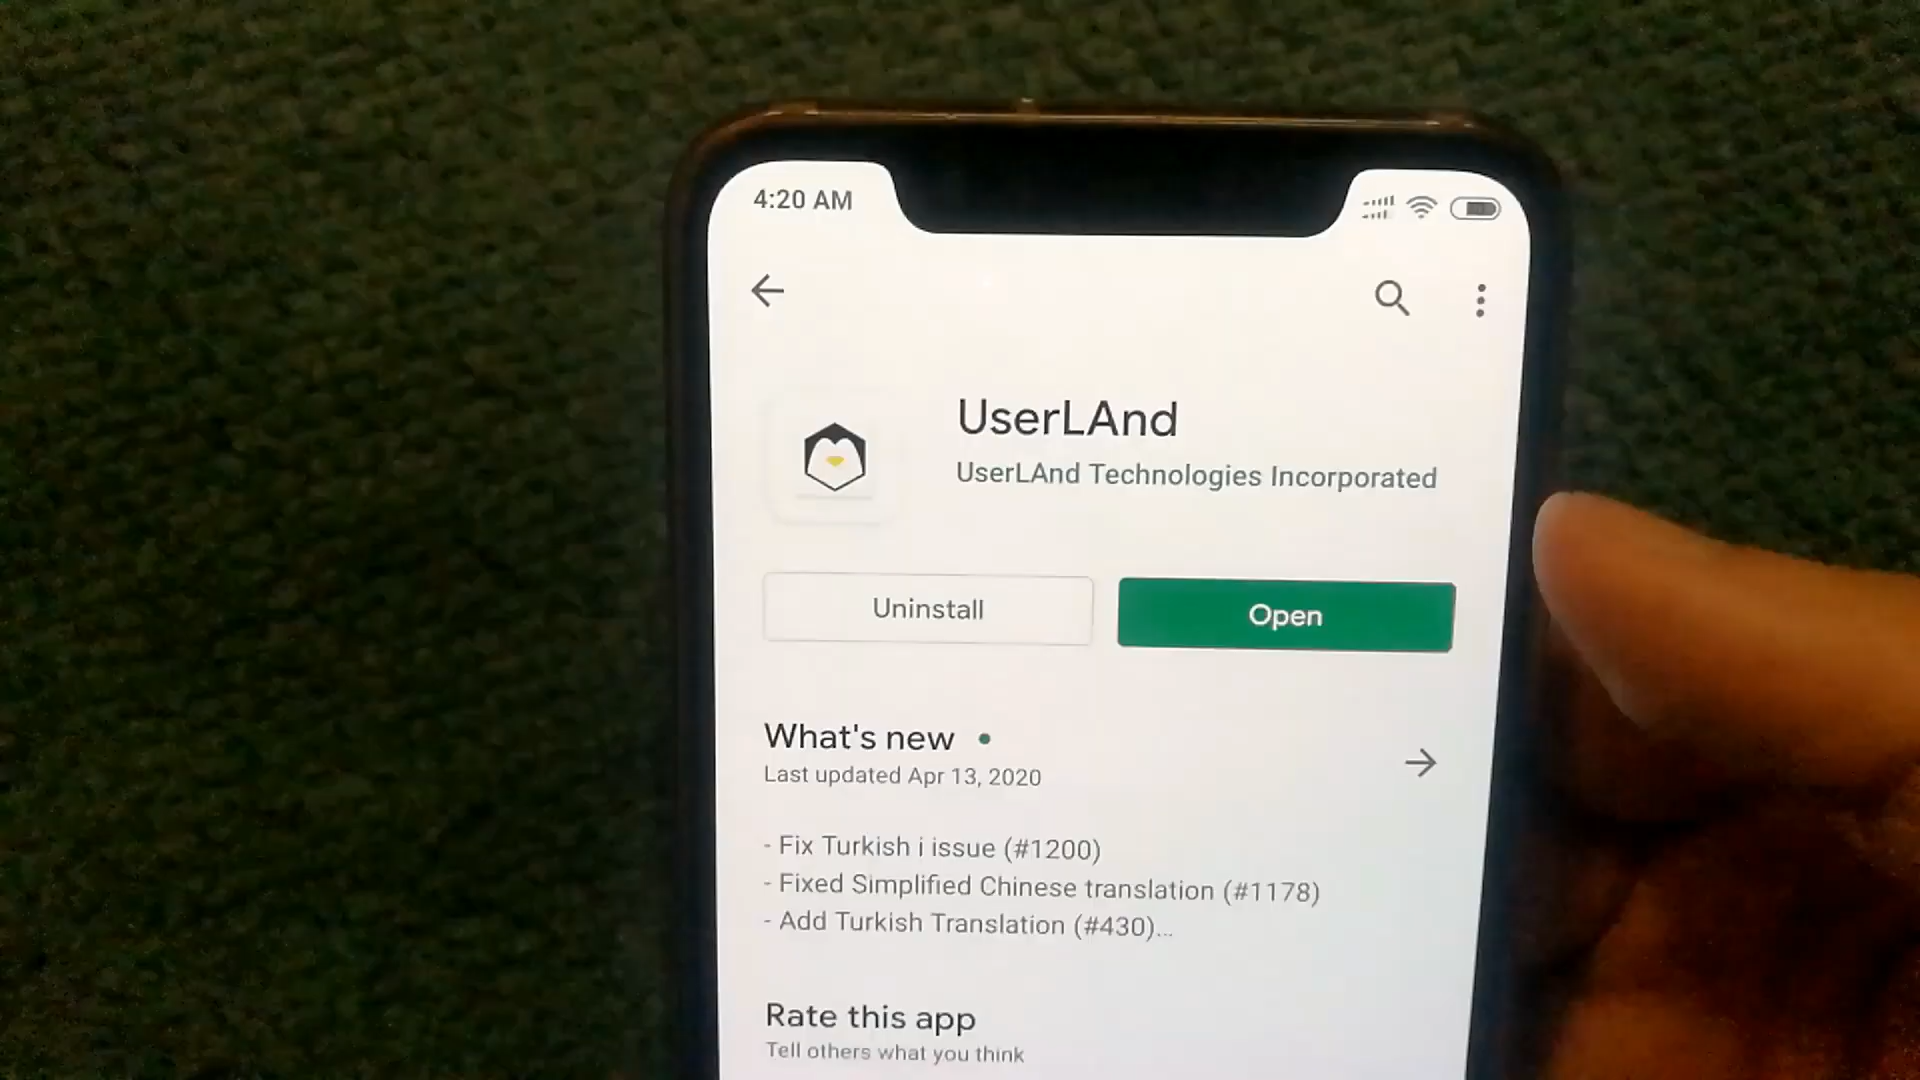 4:20 AM
UserLAnd
UserLAnd Technologies Incorporated
Uninstall
Open
What's new
Last updated Apr 13, 2020
- Fix Turkish i issue (#1200)
- Fixed Simplified Chinese translation (#1178)
- Add Turkish Translation (#430)...
Rate this app
Tell others what you think